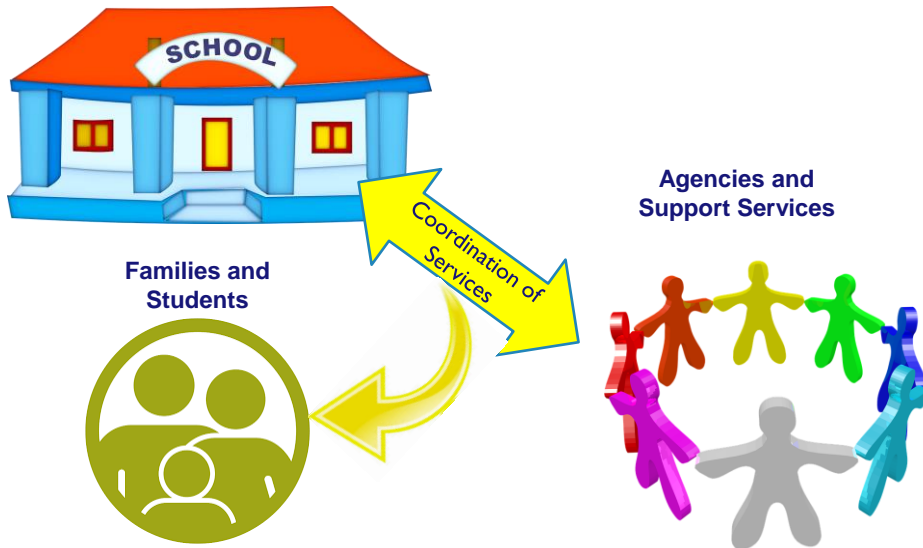 SCHOOL
Agencies and
Support Services
Coordination of
Services
Families and
Students